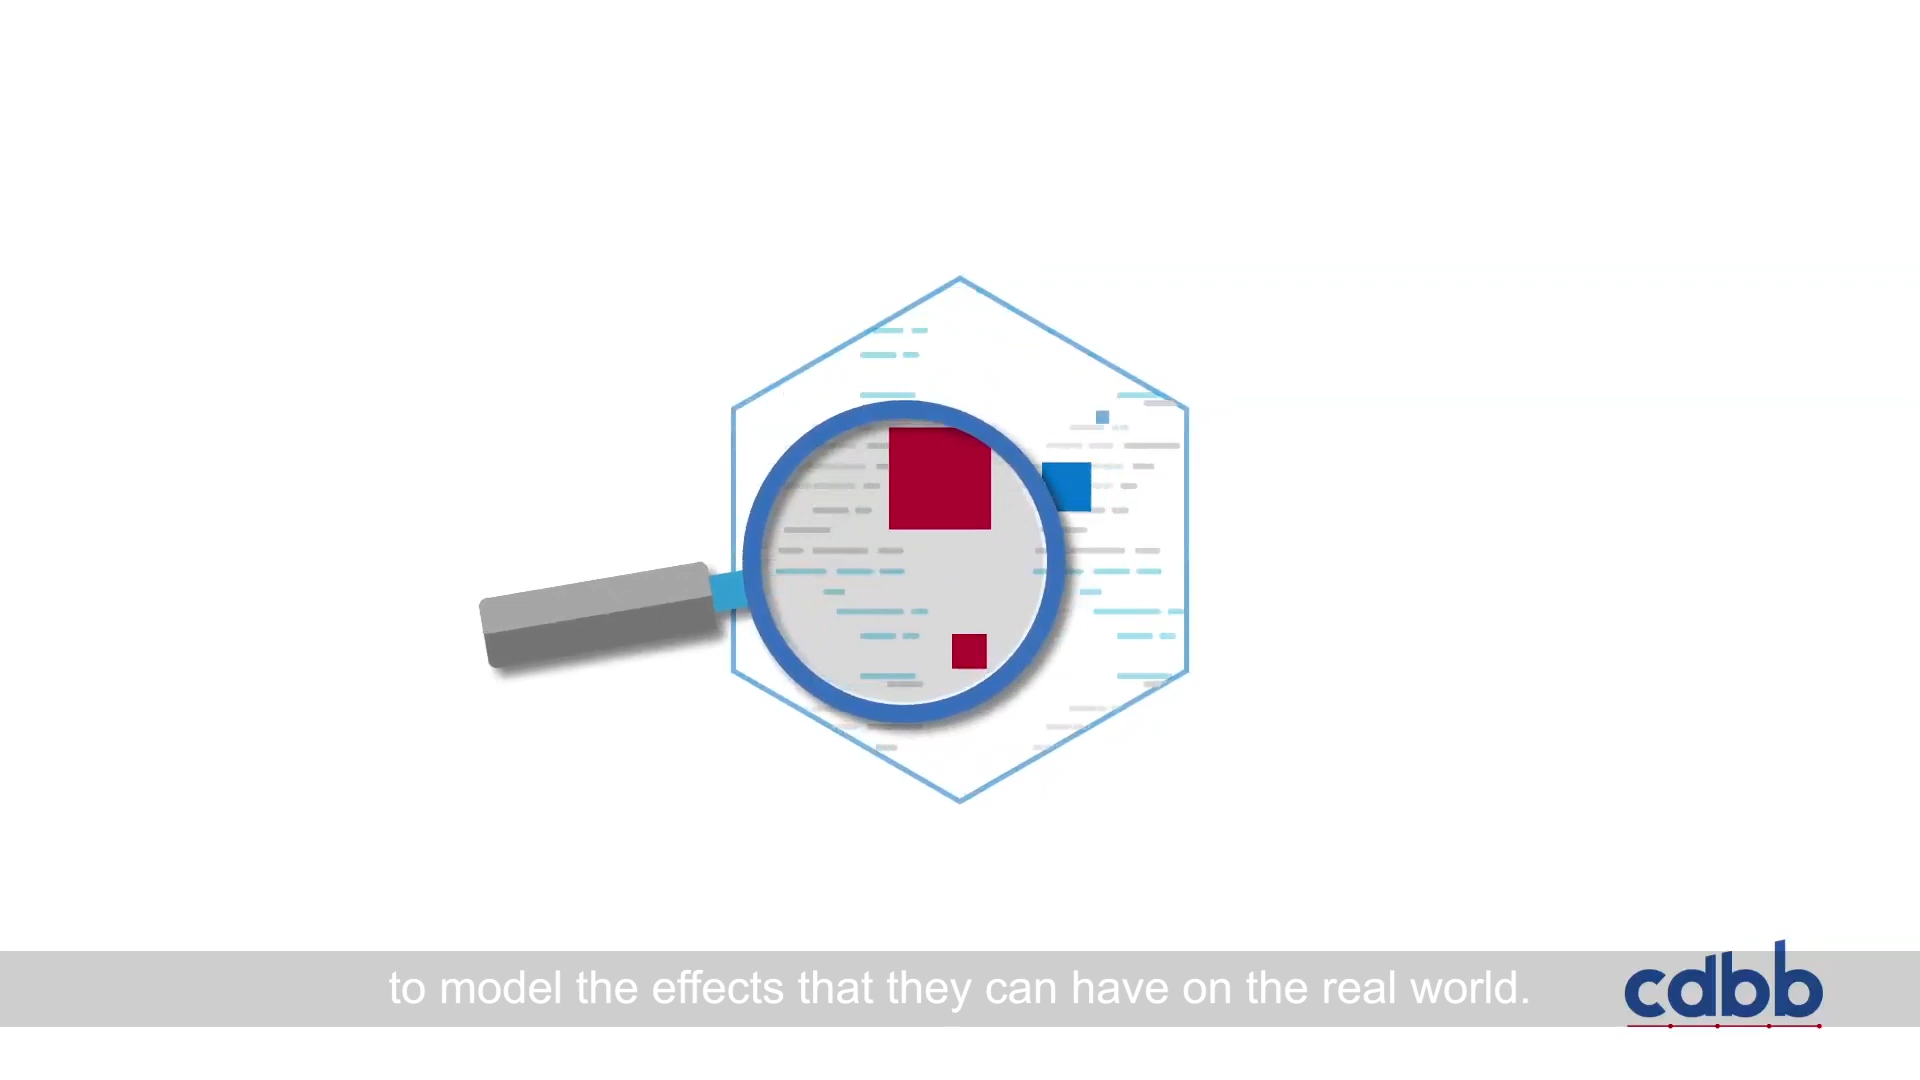 to model the effects that they can have on the real world.
cdbb